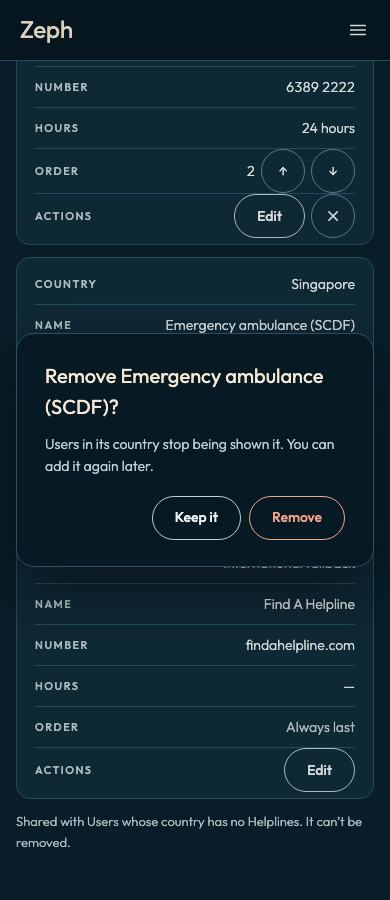 Zeph
NUMBER 6389 2222
HOURS 24 hours
ORDER 2 ↑ ↓
ACTIONS Edit ✕
COUNTRY Singapore
NAME Emergency ambulance (SCDF)
Remove Emergency ambulance
(SCDF)?
Users in its country stop being shown it. You can
add it again later.
Keep it Remove
NAME Find A Helpline
NUMBER findahelpline.com
HOURS —
ORDER Always last
ACTIONS Edit
Shared with Users whose country has no Helplines. It can't be
removed.